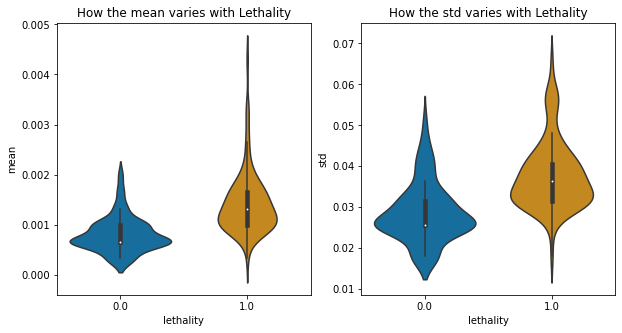 How the mean varies with Lethality
mean
0.005
0.004
0.003
0.002
0.001
0.000
0.0 1.0
lethality
How the std varies with Lethality
std
0.07
0.06
0.05
0.04
0.03
0.02
0.01
0.0 1.0
lethality